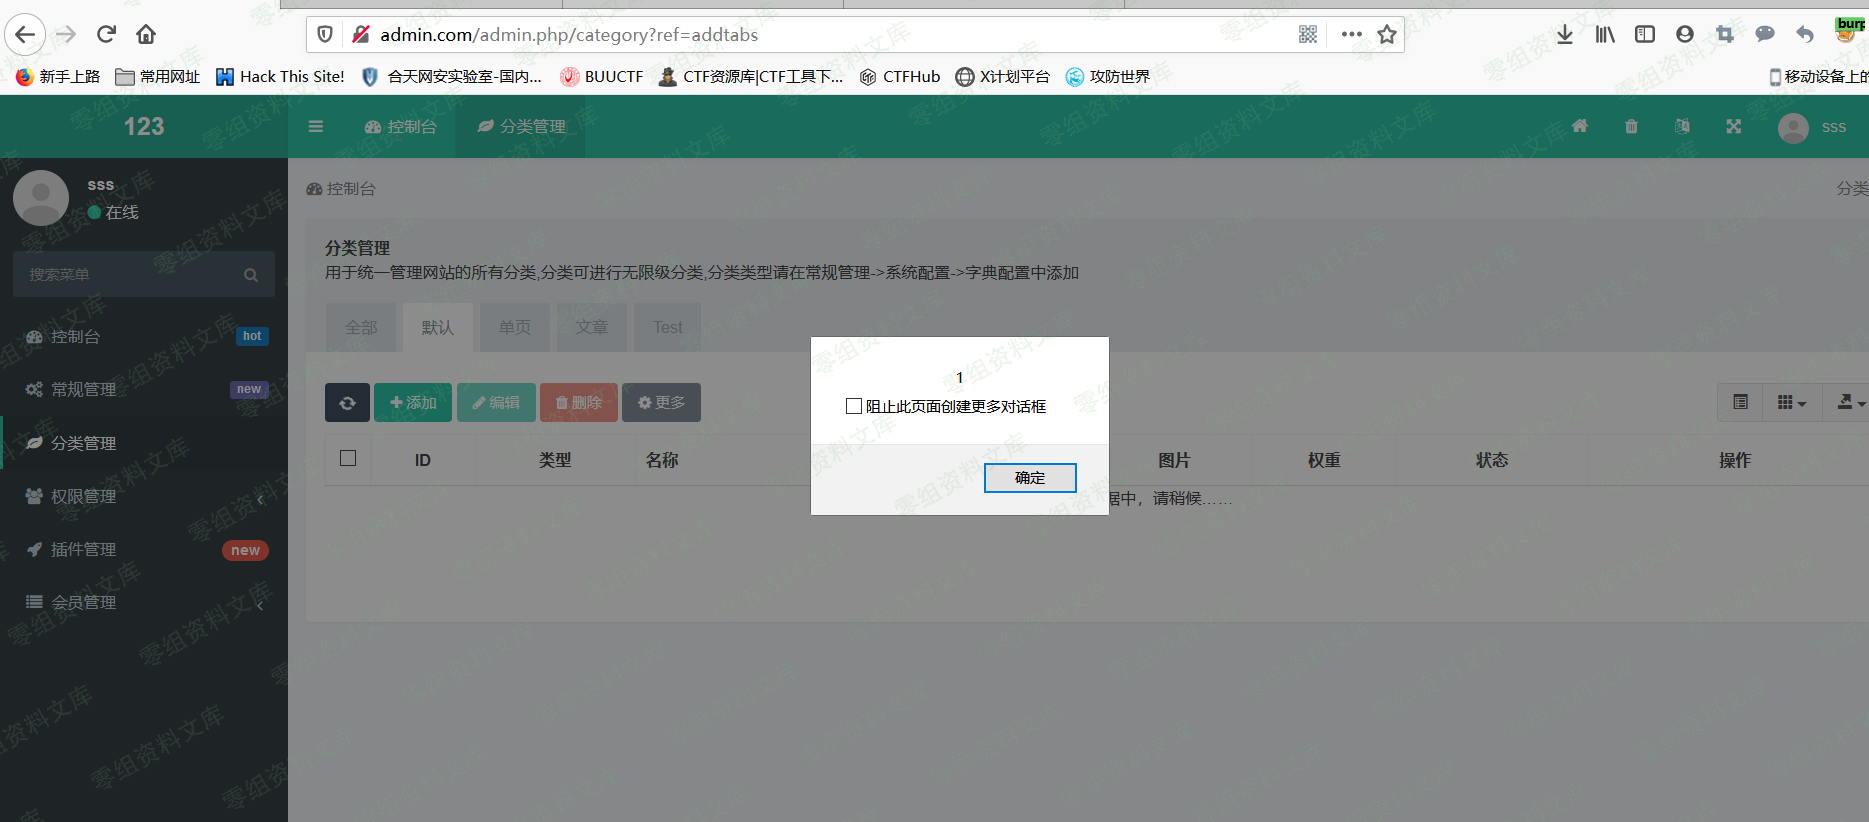 admin.com/admin.php/category?ref=addtabs
burp
新手上路 常用网址 Hack This Site! 合天网安实验室-国内... BUUCTF CTF资源库|CTF工具下... CTFHub X计划平台 攻防世界 移动设备上的
123 控制台 分类管理 sss
sss
在线
搜索菜单
控制台 hot
常规管理 new
分类管理
权限管理
插件管理 new
会员管理
控制台 分类
分类管理
用于统一管理网站的所有分类,分类可进行无限级分类,分类类型请在常规管理->系统配置->字典配置中添加
全部 默认 单页 文章 Test
添加 编辑 删除 更多
ID 类型 名称 图片 权重 状态 操作
据中，请稍候……
1
阻止此页面创建更多对话框
确定
零组资料文库